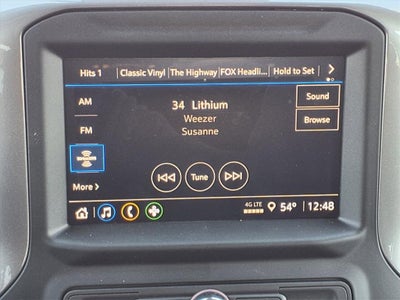 Hits 1 Classic Vinyl The Highway FOX Headli... Hold to Set
AM
34 Lithium
Sound
Weezer
Browse
FM
Susanne
Tune
More
4G LTE 54° 12:48